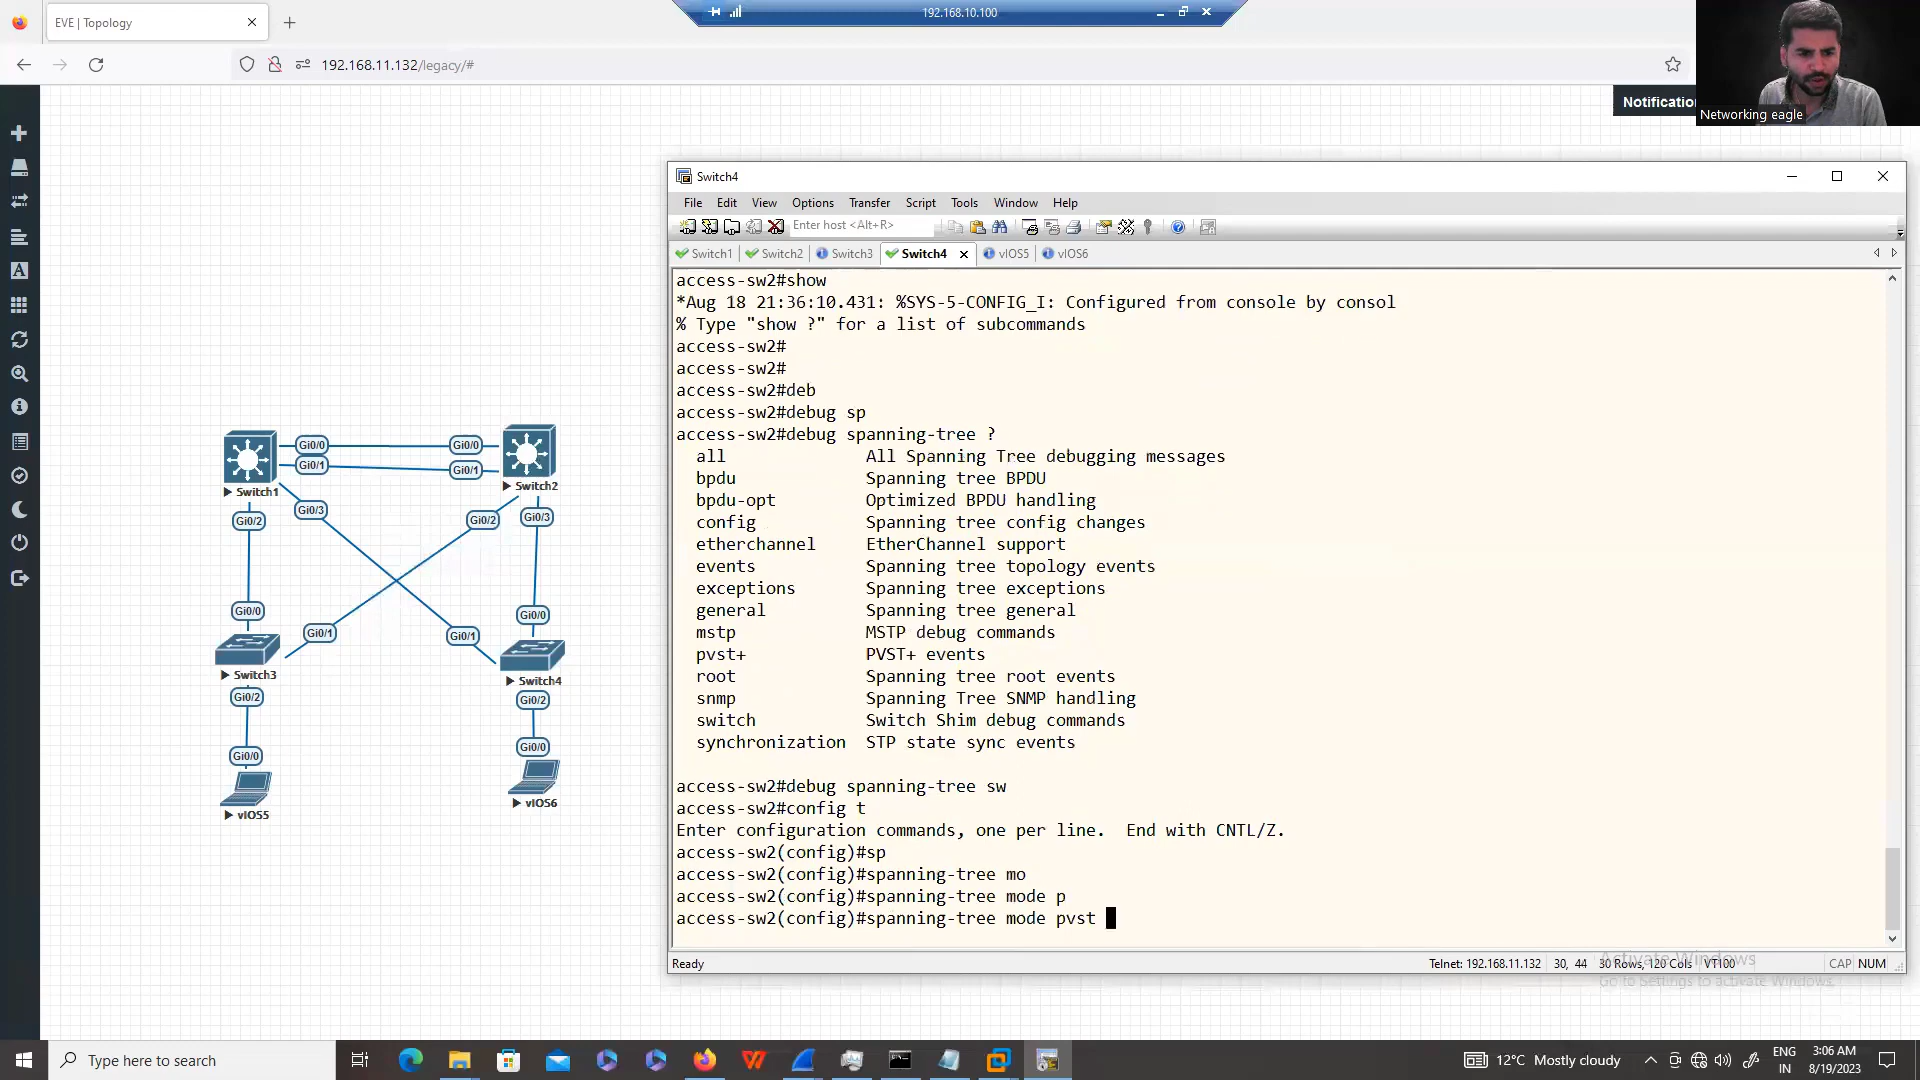 EVE | Topology
192.168.10.100
192.168.11.132/legacy/#
Notificatio
Networking eagle
Switch4
File Edit View Options Transfer Script Tools Window Help
Enter host <Alt+R>
Switch1 Switch2 Switch3 Switch4 vIOS5 vIOS6
access-sw2#show
*Aug 18 21:36:10.431: %SYS-5-CONFIG_I: Configured from console by consol
% Type "show ?" for a list of subcommands
access-sw2#
access-sw2#
access-sw2#deb
access-sw2#debug sp
access-sw2#debug spanning-tree ?
all All Spanning Tree debugging messages
bpdu Spanning tree BPDU
bpdu-opt Optimized BPDU handling
config Spanning tree config changes
etherchannel EtherChannel support
events Spanning tree topology events
exceptions Spanning tree exceptions
general Spanning tree general
mstp MSTP debug commands
pvst+ PVST+ events
root Spanning tree root events
snmp Spanning Tree SNMP handling
switch Switch Shim debug commands
synchronization STP state sync events
access-sw2#debug spanning-tree sw
access-sw2#config t
Enter configuration commands, one per line. End with CNTL/Z.
access-sw2(config)#sp
access-sw2(config)#spanning-tree mo
access-sw2(config)#spanning-tree mode p
access-sw2(config)#spanning-tree mode pvst
Ready
Telnet: 192.168.11.132 30, 44 30 Rows, 120 Cols VT100 CAP NUM
Activate Windows
Go to Settings to activate Windows.
Gi0/0 Gi0/0
Gi0/1 Gi0/1
Switch1 Switch2
Gi0/3
Gi0/2 Gi0/2 Gi0/3
Gi0/0 Gi0/0
Gi0/1 Gi0/1
Switch3 Switch4
Gi0/2 Gi0/2
Gi0/0 Gi0/0
vIOS5 vIOS6
Type here to search
12°C Mostly cloudy
ENG
IN
3:06 AM
8/19/2023